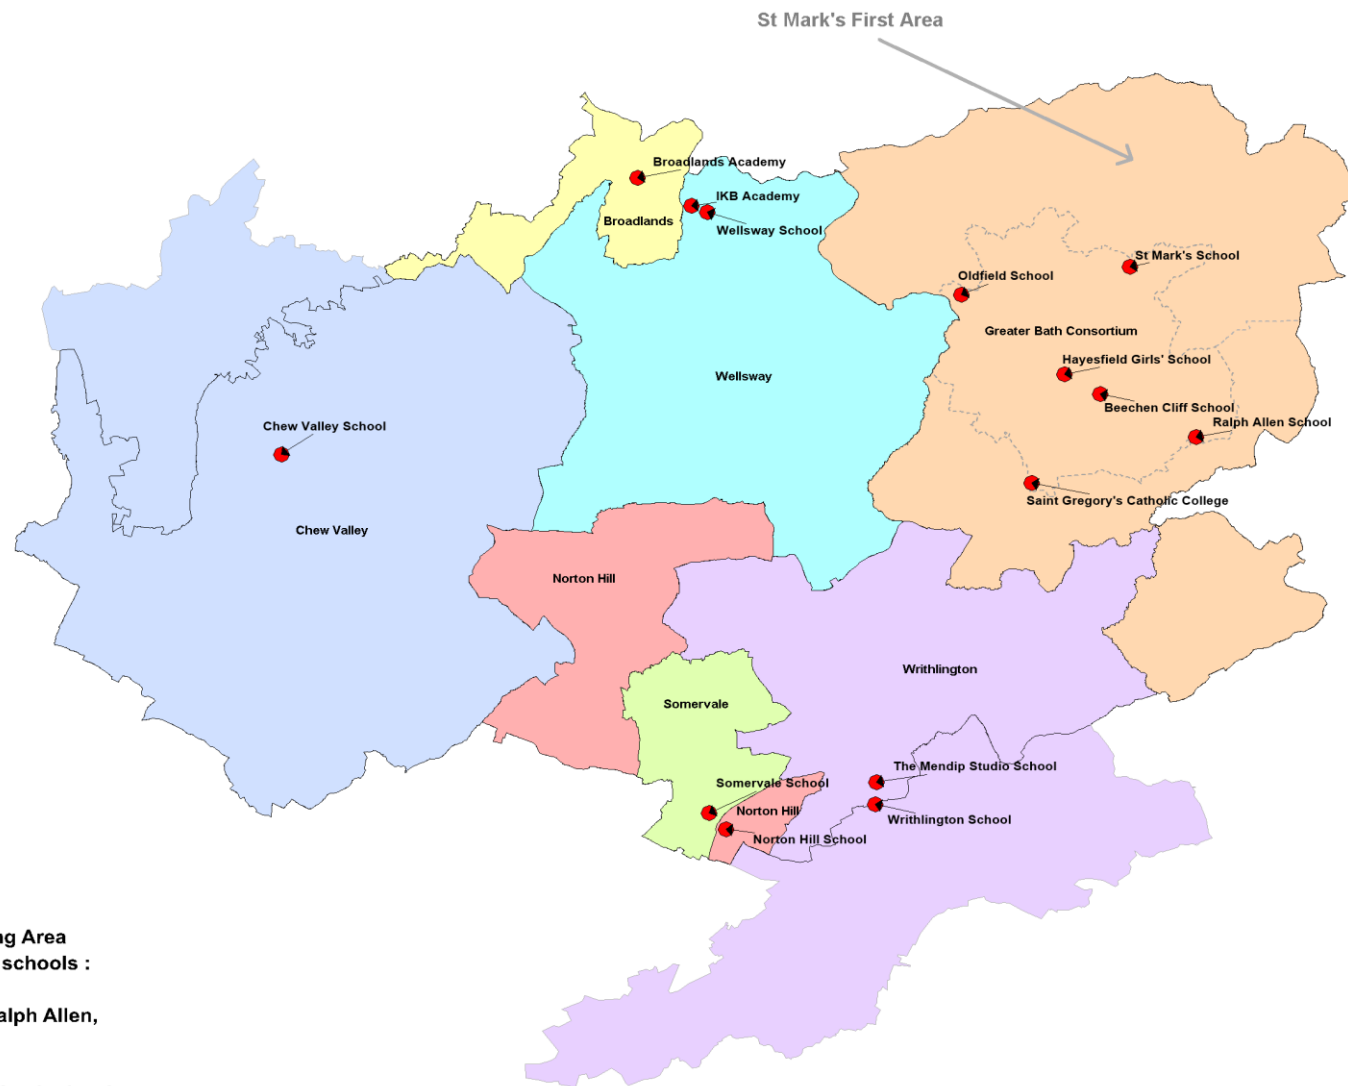 St Mark's First Area
Broadlands Academy
IKB Academy
Broadlands
Wellsway School
St Mark's School
Oldfield School
Greater Bath Consortium
Hayesfield Girls' School
Wellsway
Beechen Cliff School
Ralph Allen School
Chew Valley School
Saint Gregory's Catholic College
Chew Valley
Norton Hill
Writhlington
Somervale
The Mendip Studio School
Somervale School
Norton Hill
Writhlington School
Norton Hill School
ng Area
schools :
alph Allen,